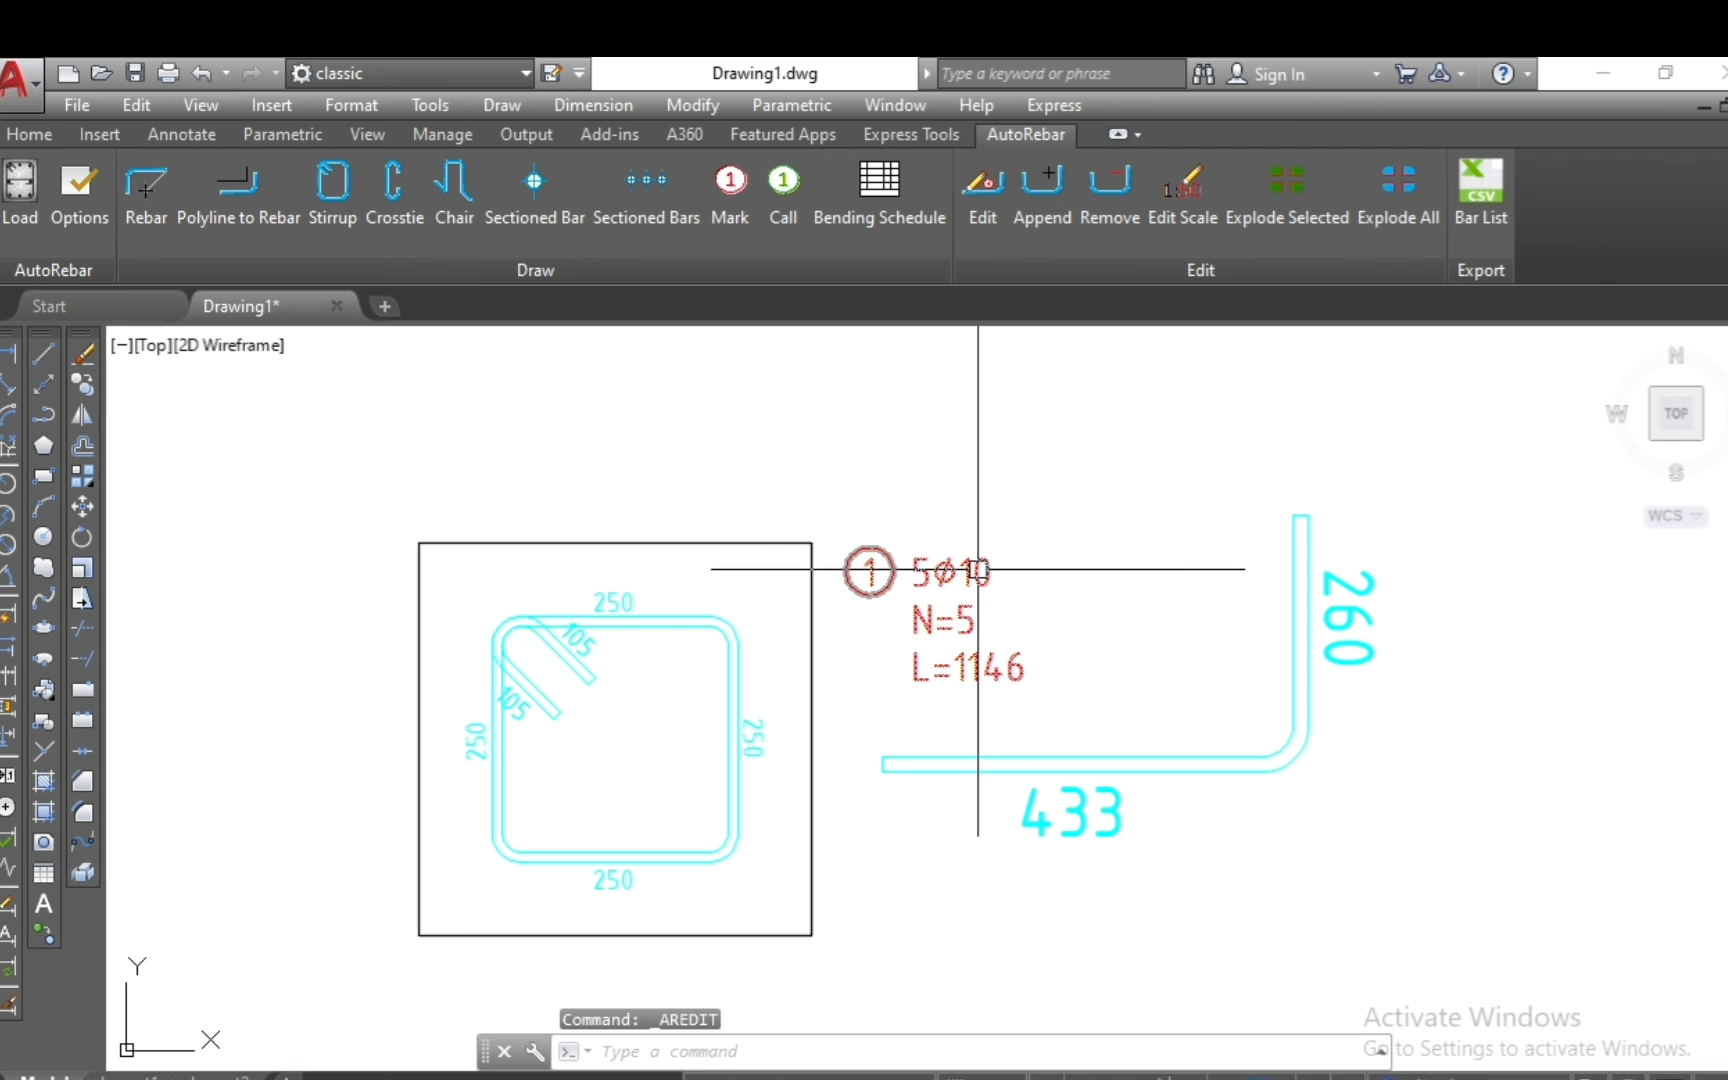 classic
Drawing1.dwg
Type a keyword or phrase
Sign In
File Edit View Insert Format Tools Draw Dimension Modify Parametric Window Help Express
Home Insert Annotate Parametric View Manage Output Add-ins A360 Featured Apps Express Tools AutoRebar
Load Options Rebar Polyline to Rebar Stirrup Crosstie Chair Sectioned Bar Sectioned Bars Mark Call Bending Schedule Edit Append Remove Edit Scale Explode Selected Explode All Bar List
AutoRebar Draw Edit Export
Start Drawing1*
[−][Top][2D Wireframe]
N
W TOP
S
WCS
250
105
105
250
250
250
1 5Ø10
N=5
L=1146
260
433
Y
X
Command: _AREDIT
Type a command
Activate Windows
Go to Settings to activate Windows.